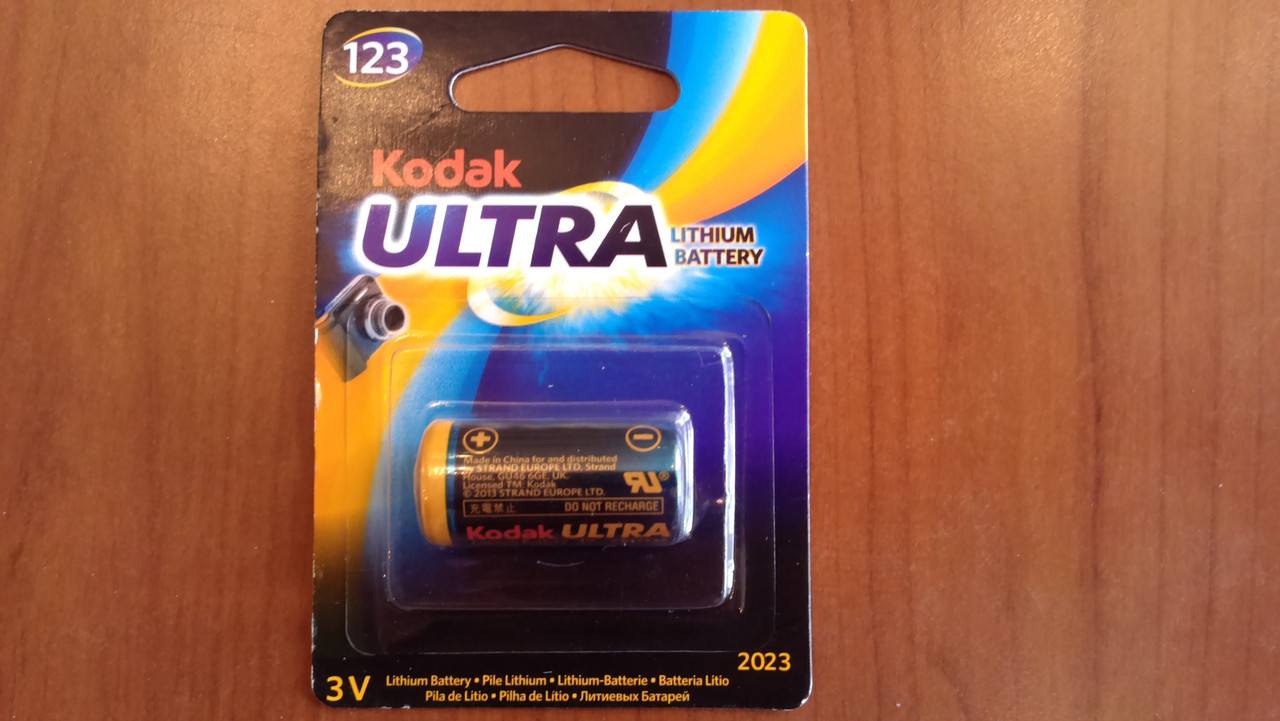 123
Kodak
ULTRA
LITHIUM
BATTERY
+ −
Made in China for and distributed
by STRAND EUROPE LTD. Strand
House, GU46 6GE, UK.
Licensed TM: Kodak
© 2013 STRAND EUROPE LTD.
充電禁止 DO NOT RECHARGE
Kodak ULTRA
2023
3V
Lithium Battery • Pile Lithium • Lithium-Batterie • Batteria Litio
Pila de Litio • Pilha de Lítio • Литиевых Батарей